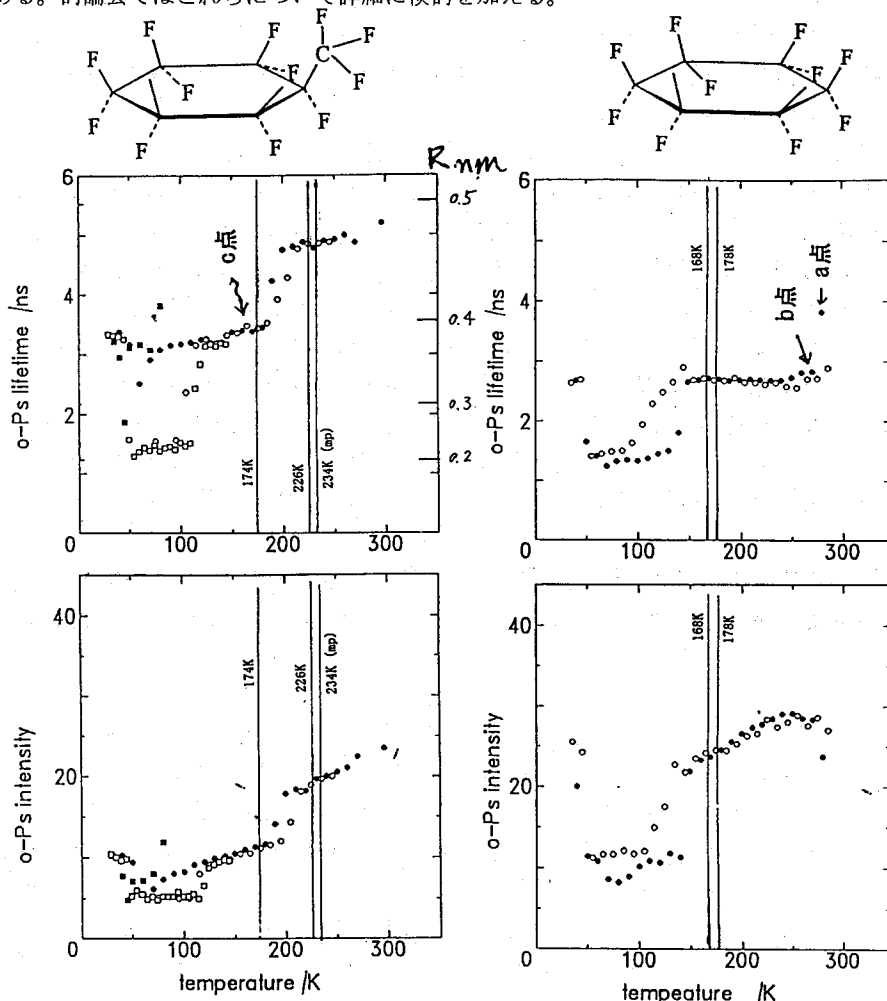 討論会ではこれらについて詳細に検討を加える。
F F F F F F F F F F F F C F
F F F F F F F F F F F F
R nm
6
4
2
0
o-Ps lifetime /ns
0.5
0.4
0.3
0.2
c点
174K
226K
234K (mp)
0 100 200 300
6
4
2
0
o-Ps lifetime /ns
168K
178K
b点
a点
0 100 200 300
40
20
0
o-Ps intensity
174K
226K
234K (mp)
0 100 200 300
temperature /K
40
20
0
o-Ps intensity
168K
178K
0 100 200 300
tempeature /K